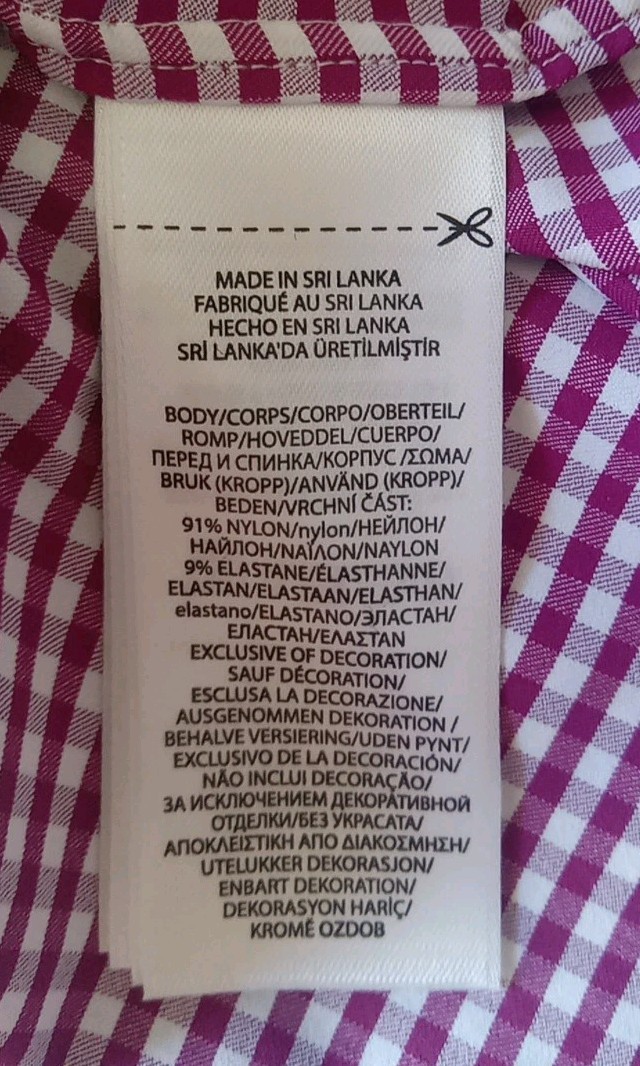 MADE IN SRI LANKA
FABRIQUÉ AU SRI LANKA
HECHO EN SRI LANKA
SRİ LANKA'DA ÜRETİLMİŞTİR
BODY/CORPS/CORPO/OBERTEIL/
ROMP/HOVEDDEL/CUERPO/
ПЕРЕД И СПИНКА/КОРПУС /ΣΩΜΑ/
BRUK (KROPP)/ANVÄND (KROPP)/
BEDEN/VRCHNÍ ČÁST:
91% NYLON/nylon/НЕЙЛОН/
НАЙЛОН/ΝΑΪΛΟΝ/NAYLON
9% ELASTANE/ÉLASTHANNE/
ELASTAN/ELASTAAN/ELASTHAN/
elastano/ELASTANO/ЭЛАСТАН/
ЕЛАСТАН/ΕΛΑΣΤΑΝ
EXCLUSIVE OF DECORATION/
SAUF DÉCORATION/
ESCLUSA LA DECORAZIONE/
AUSGENOMMEN DEKORATION /
BEHALVE VERSIERING/UDEN PYNT/
EXCLUSIVO DE LA DECORACIÓN/
NÃO INCLUI DECORAÇÃO/
ЗА ИСКЛЮЧЕНИЕМ ДЕКОРАТИВНОЙ
ОТДЕЛКИ/БЕЗ УКРАСАТА/
ΑΠΟΚΛΕΙΣΤΙΚΗ ΑΠΟ ΔΙΑΚΟΣΜΗΣΗ/
UTELUKKER DEKORASJON/
ENBART DEKORATION/
DEKORASYON HARİÇ/
KROMĚ OZDOB